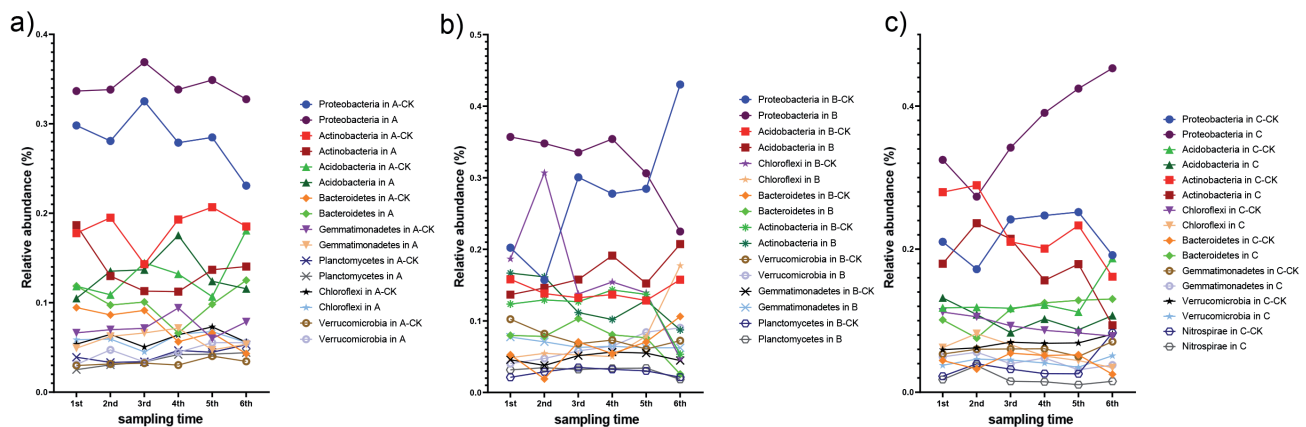 a)
Relative abundance (%)
0.4
0.3
0.2
0.1
0.0
1st 2nd 3rd 4th 5th 6th
sampling time
Proteobacteria in A-CK
Proteobacteria in A
Actinobacteria in A-CK
Actinobacteria in A
Acidobacteria in A-CK
Acidobacteria in A
Bacteroidetes in A-CK
Bacteroidetes in A
Gemmatimonadetes in A-CK
Gemmatimonadetes in A
Planctomycetes in A-CK
Planctomycetes in A
Chloroflexi in A-CK
Chloroflexi in A
Verrucomicrobia in A-CK
Verrucomicrobia in A
b)
Relative abundance (%)
0.5
0.4
0.3
0.2
0.1
0.0
1st 2nd 3rd 4th 5th 6th
sampling time
Proteobacteria in B-CK
Proteobacteria in B
Acidobacteria in B-CK
Acidobacteria in B
Chloroflexi in B-CK
Chloroflexi in B
Bacteroidetes in B-CK
Bacteroidetes in B
Actinobacteria in B-CK
Actinobacteria in B
Verrucomicrobia in B-CK
Verrucomicrobia in B
Gemmatimonadetes in B-CK
Gemmatimonadetes in B
Planctomycetes in B-CK
Planctomycetes in B
c)
Relative abundance (%)
0.4
0.2
0.0
1st 2nd 3rd 4th 5th 6th
sampling time
Proteobacteria in C-CK
Proteobacteria in C
Acidobacteria in C-CK
Acidobacteria in C
Actinobacteria in C-CK
Actinobacteria in C
Chloroflexi in C-CK
Chloroflexi in C
Bacteroidetes in C-CK
Bacteroidetes in C
Gemmatimonadetes in C-CK
Gemmatimonadetes in C
Verrucomicrobia in C-CK
Verrucomicrobia in C
Nitrospirae in C-CK
Nitrospirae in C